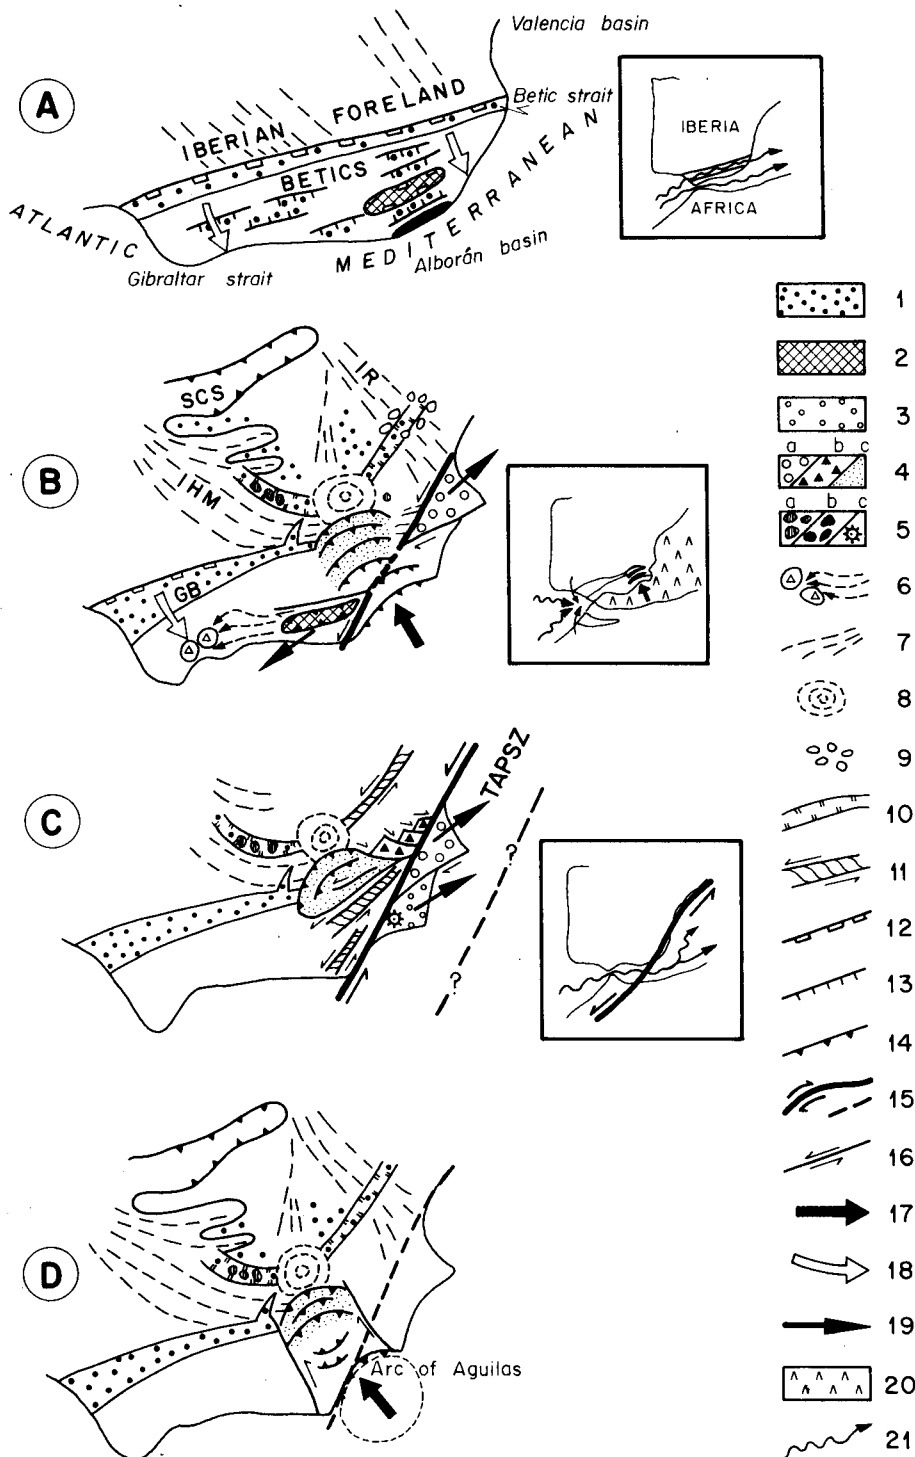 A
Valencia basin
FORELAND
Betic strait
IBERIAN
IBERIA
BETICS
AFRICA
ATLANTIC
MEDITERRANEAN
Alborán basin
Gibraltar strait
1
2
3
a b c
4
a b c
5
6
7
8
9
10
11
12
13
14
15
16
17
18
19
20
21
B
SCS
IR
IHM
GB
C
TAPSZ
?
?
D
Arc of Aguilas